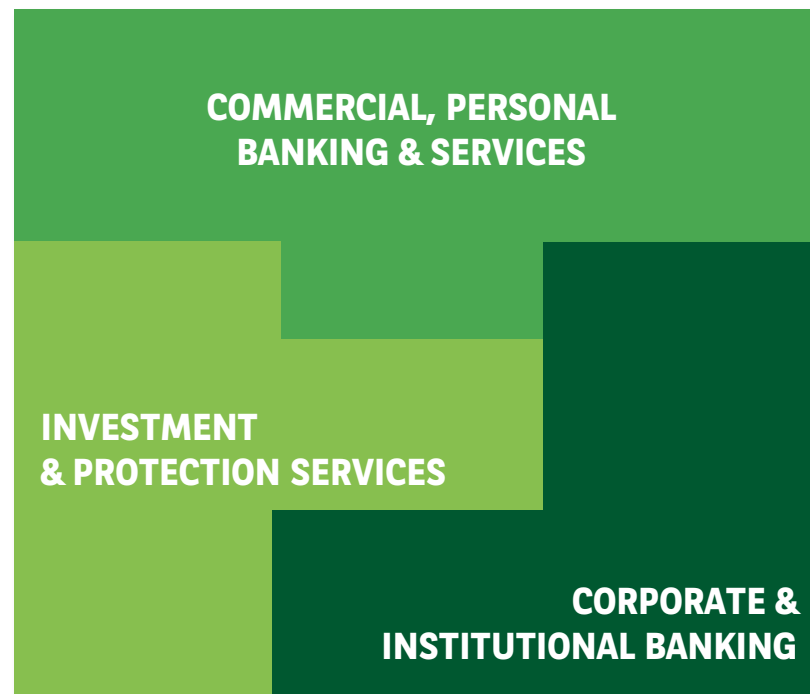 COMMERCIAL, PERSONAL
BANKING & SERVICES
INVESTMENT
& PROTECTION SERVICES
CORPORATE &
INSTITUTIONAL BANKING